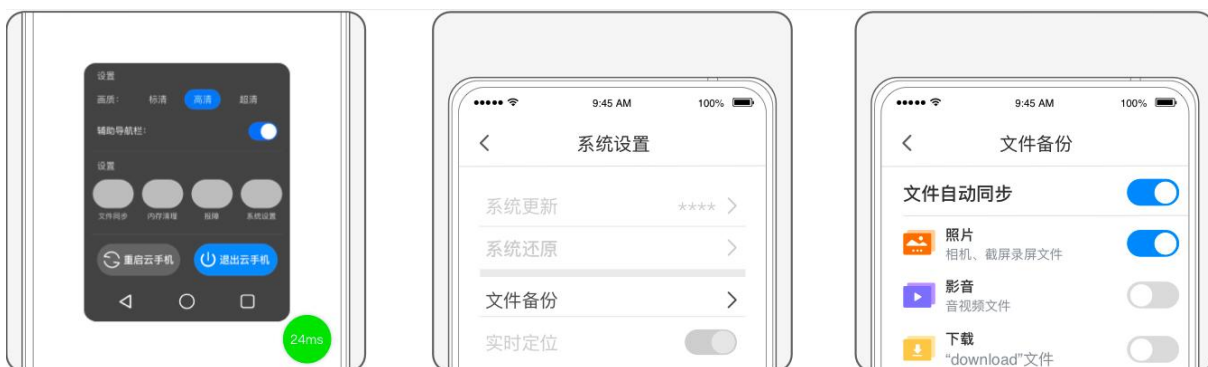 设置
画质： 标清 高清 超清
辅助导航栏：
设置
文件同步 内存清理 报障 系统设置
重启云手机 退出云手机
24ms
9:45 AM 100%
系统设置
系统更新 ****
系统还原
文件备份
实时定位
9:45 AM 100%
文件备份
文件自动同步
照片
相机、截屏录屏文件
影音
音视频文件
下载
“download”文件